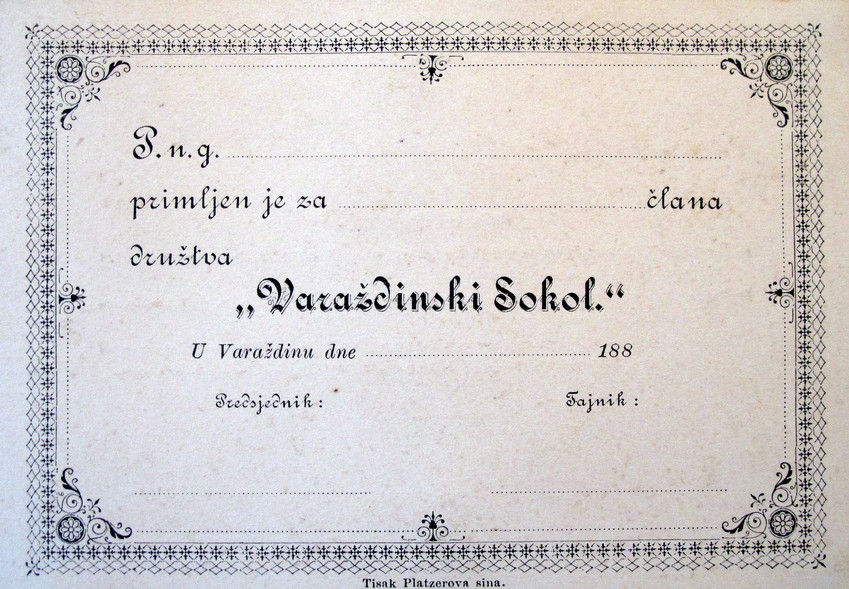 P. n. g.
primljen je za člana
družtva
„Varaždinski Sokol.“
U Varaždinu dne 188
Predsjednik : Tajnik :
Tisak Platzerova sina.